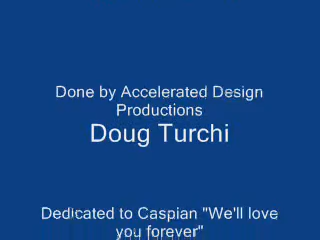 Done by Accelerated Design
Productions
Doug Turchi
Dedicated to Caspian "We'll love
you forever"